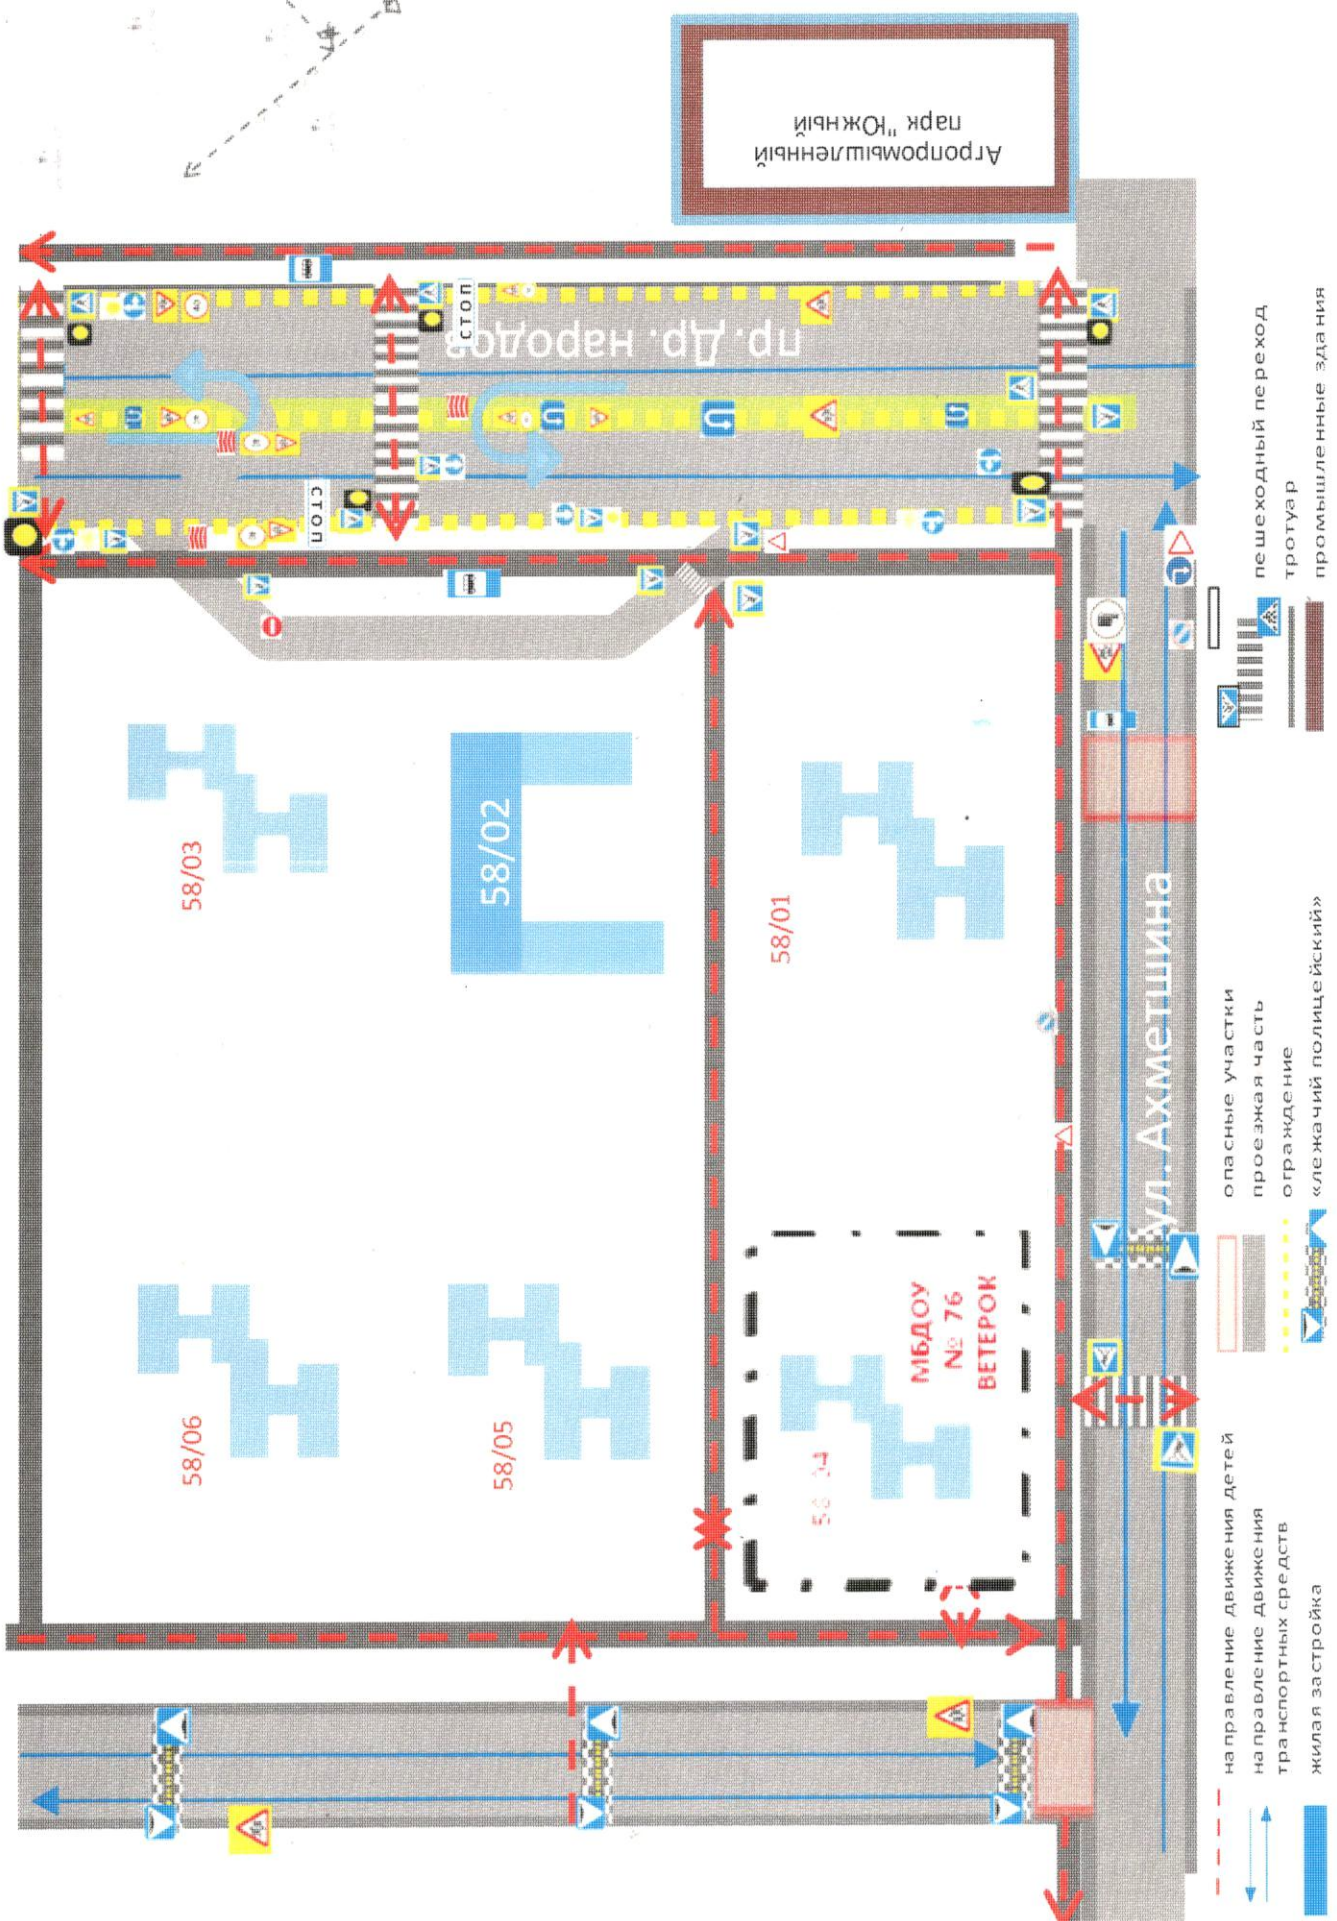 Агропромышленный
парк "Южный
пр. Др. народов
стоп
стоп
58/03
58/02
58/01
58/06
58/05
МБДОУ
№ 76
ВЕТЕРОК
ул. Ахметшина
направление движения детей
направление движения
транспортных средств
жилая застройка
опасные участки
проезжая часть
ограждение
«лежачий полицейский»
пешеходный переход
тротуар
промышленные здания